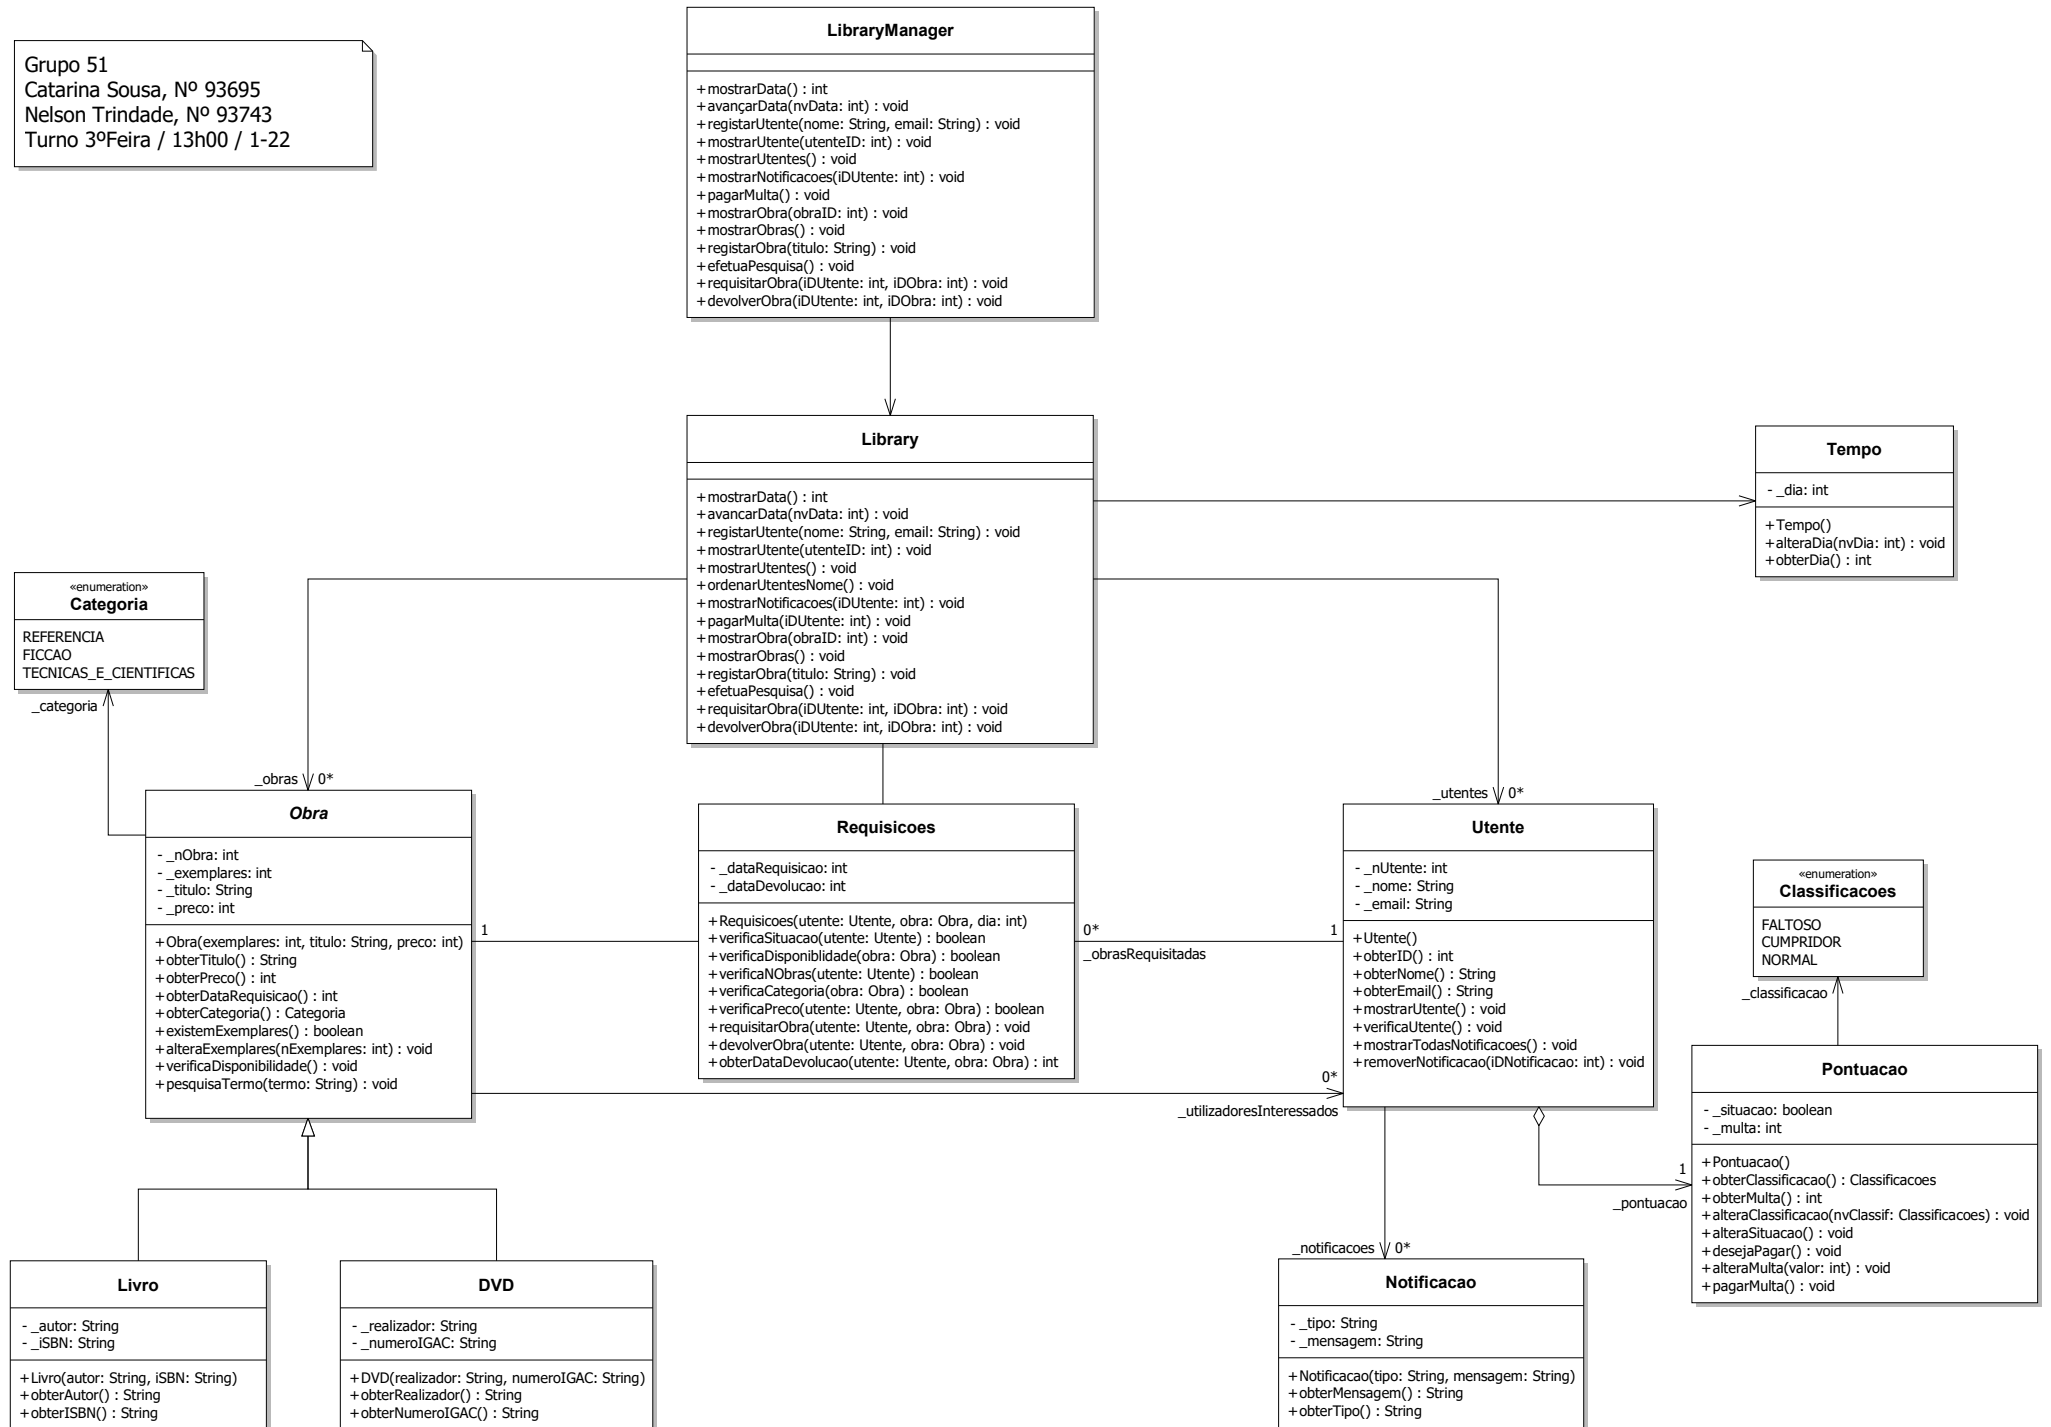 Grupo 51
Catarina Sousa, Nº 93695
Nelson Trindade, Nº 93743
Turno 3ºFeira / 13h00 / 1-22
LibraryManager
+mostrarData() : int
+avançarData(nvData: int) : void
+registarUtente(nome: String, email: String) : void
+mostrarUtente(utenteID: int) : void
+mostrarUtentes() : void
+mostrarNotificacoes(iDUtente: int) : void
+pagarMulta() : void
+mostrarObra(obraID: int) : void
+mostrarObras() : void
+registarObra(titulo: String) : void
+efetuaPesquisa() : void
+requisitarObra(iDUtente: int, iDObra: int) : void
+devolverObra(iDUtente: int, iDObra: int) : void
Library
+mostrarData() : int
+avancarData(nvData: int) : void
+registarUtente(nome: String, email: String) : void
+mostrarUtente(utenteID: int) : void
+mostrarUtentes() : void
+ordenarUtentesNome() : void
+mostrarNotificacoes(iDUtente: int) : void
+pagarMulta(iDUtente: int) : void
+mostrarObra(obraID: int) : void
+mostrarObras() : void
+registarObra(titulo: String) : void
+efetuaPesquisa() : void
+requisitarObra(iDUtente: int, iDObra: int) : void
+devolverObra(iDUtente: int, iDObra: int) : void
Tempo
- _dia: int
+Tempo()
+alteraDia(nvDia: int) : void
+obterDia() : int
«enumeration»
Categoria
REFERENCIA
FICCAO
TECNICAS_E_CIENTIFICAS
_categoria
_obras 0*
_utentes 0*
Obra
- _nObra: int
- _exemplares: int
- _titulo: String
- _preco: int
+Obra(exemplares: int, titulo: String, preco: int)
+obterTitulo() : String
+obterPreco() : int
+obterDataRequisicao() : int
+obterCategoria() : Categoria
+existemExemplares() : boolean
+alteraExemplares(nExemplares: int) : void
+verificaDisponibilidade() : void
+pesquisaTermo(termo: String) : void
1
Requisicoes
- _dataRequisicao: int
- _dataDevolucao: int
+Requisicoes(utente: Utente, obra: Obra, dia: int)
+verificaSituacao(utente: Utente) : boolean
+verificaDisponiblidade(obra: Obra) : boolean
+verificaNObras(utente: Utente) : boolean
+verificaCategoria(obra: Obra) : boolean
+verificaPreco(utente: Utente, obra: Obra) : boolean
+requisitarObra(utente: Utente, obra: Obra) : void
+devolverObra(utente: Utente, obra: Obra) : void
+obterDataDevolucao(utente: Utente, obra: Obra) : int
0*
_obrasRequisitadas
1
0*
_utilizadoresInteressados
Utente
- _nUtente: int
- _nome: String
- _email: String
+Utente()
+obterID() : int
+obterNome() : String
+obterEmail() : String
+mostrarUtente() : void
+verificaUtente() : void
+mostrarTodasNotificacoes() : void
+removerNotificacao(iDNotificacao: int) : void
«enumeration»
Classificacoes
FALTOSO
CUMPRIDOR
NORMAL
_classificacao
Pontuacao
- _situacao: boolean
- _multa: int
+Pontuacao()
+obterClassificacao() : Classificacoes
+obterMulta() : int
+alteraClassificacao(nvClassif: Classificacoes) : void
+alteraSituacao() : void
+desejaPagar() : void
+alteraMulta(valor: int) : void
+pagarMulta() : void
1
_pontuacao
_notificacoes 0*
Livro
- _autor: String
- _iSBN: String
+Livro(autor: String, iSBN: String)
+obterAutor() : String
+obterISBN() : String
DVD
- _realizador: String
- _numeroIGAC: String
+DVD(realizador: String, numeroIGAC: String)
+obterRealizador() : String
+obterNumeroIGAC() : String
Notificacao
- _tipo: String
- _mensagem: String
+Notificacao(tipo: String, mensagem: String)
+obterMensagem() : String
+obterTipo() : String